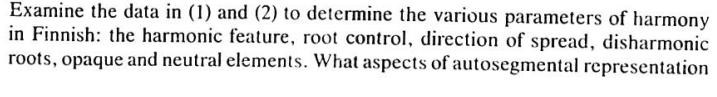 Examine the data in (1) and (2) to determine the various parameters of harmony
in Finnish: the harmonic feature, root control, direction of spread, disharmonic
roots, opaque and neutral elements. What aspects of autosegmental representation